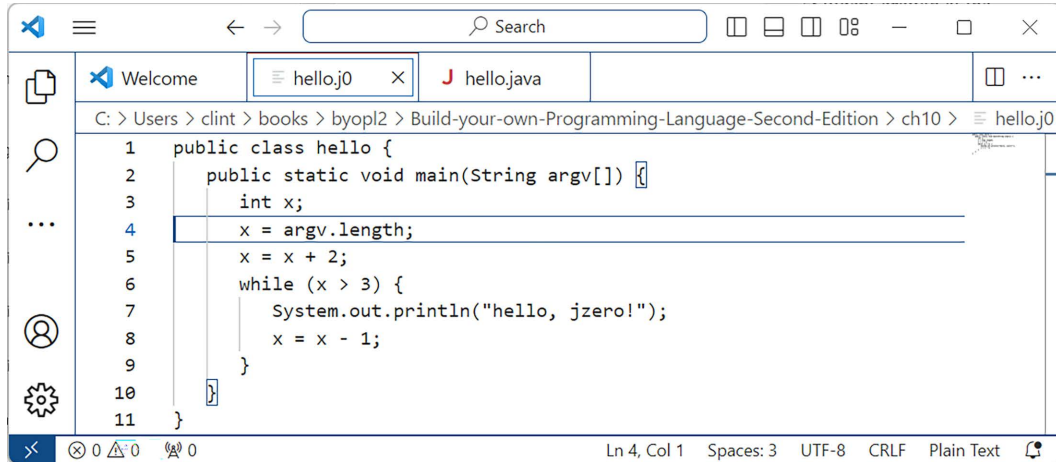 Search
Welcome hello.j0 J hello.java
C: > Users > clint > books > byopl2 > Build-your-own-Programming-Language-Second-Edition > ch10 > hello.j0
1 public class hello {
2    public static void main(String argv[]) {
3       int x;
4       x = argv.length;
5       x = x + 2;
6       while (x > 3) {
7          System.out.println("hello, jzero!");
8          x = x - 1;
9       }
10    }
11 }
0 0 0 Ln 4, Col 1 Spaces: 3 UTF-8 CRLF Plain Text